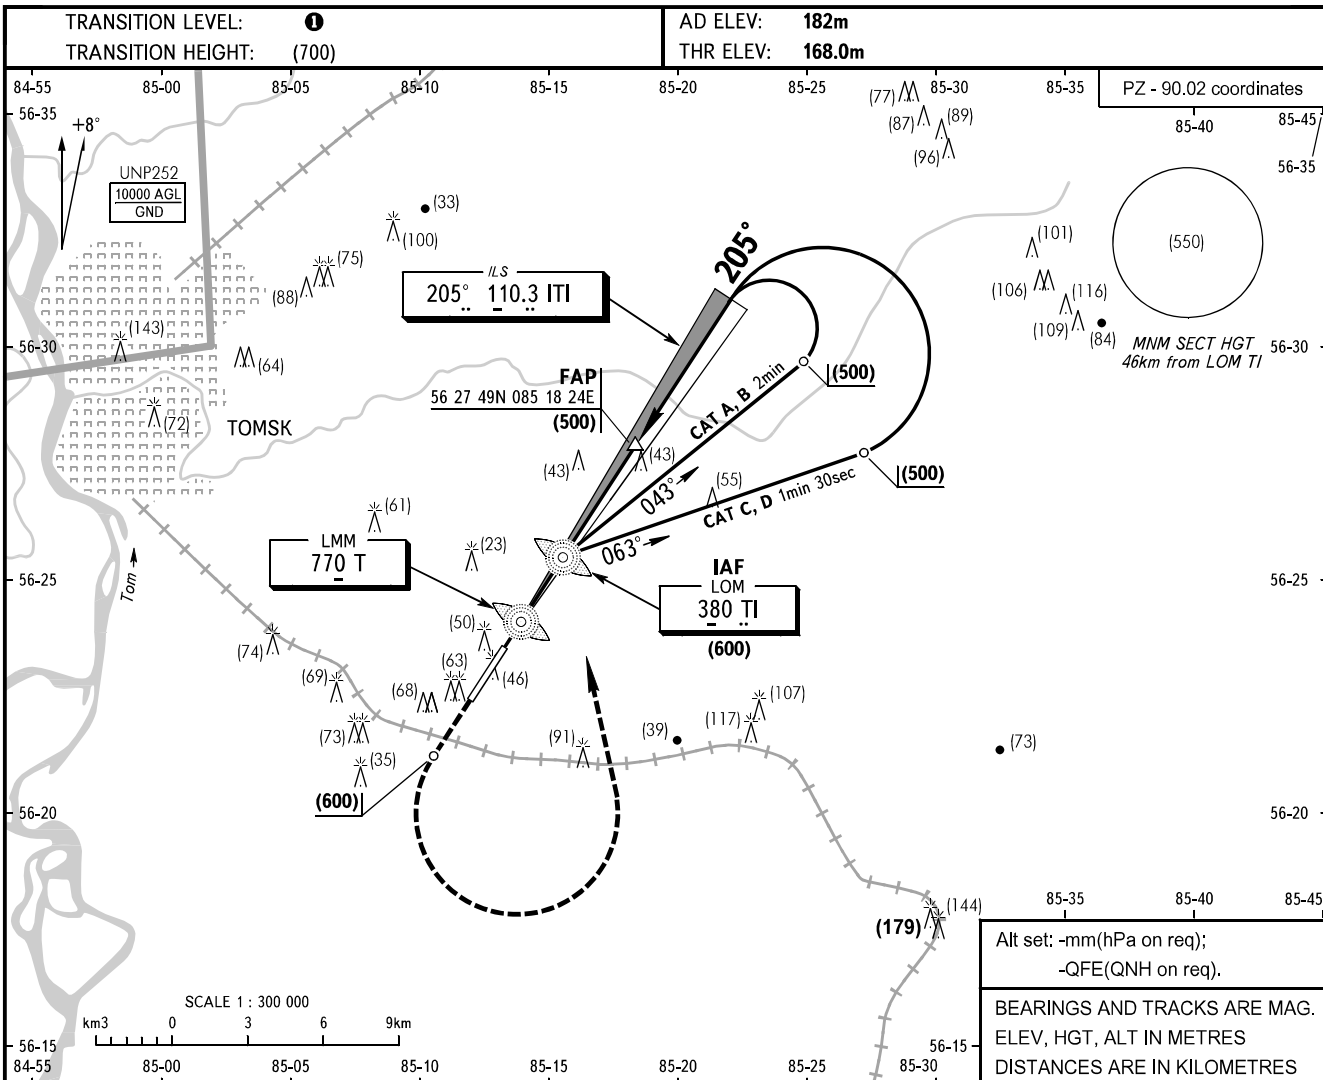 TRANSITION LEVEL: ❶
TRANSITION HEIGHT: (700)
AD ELEV: 182m
THR ELEV: 168.0m
84-55 85-00 85-05 85-10 85-15 85-20 85-25 85-30 85-35
PZ - 90.02 coordinates
85-40 85-45
56-35
56-35
+8°
UNP252
10000 AGL
GND
(77)
(87)
(89)
(96)
(33)
(100)
(75)
(88)
(143)
(64)
(72)
TOMSK
ILS
205° 110.3 ITI
205°
(101)
(106)
(116)
(109)
(84)
(550)
MNM SECT HGT
46km from LOM TI
56-30
56-30
FAP
56 27 49N 085 18 24E
(500)
CAT A, B 2min
(500)
043°
CAT C, D 1min 30sec
(500)
063°
(43)
(43)
(55)
(61)
(23)
LMM
770 T
IAF
LOM
380 TI
(600)
56-25
56-25
Tom
(50)
(74)
(69)
(68)
(63)
(46)
(73)
(35)
(91)
(39)
(117)
(107)
(73)
(600)
56-20
56-20
85-35 85-40 85-45
(144)
(179)
Alt set: -mm(hPa on req);
-QFE(QNH on req).
BEARINGS AND TRACKS ARE MAG.
ELEV, HGT, ALT IN METRES
DISTANCES ARE IN KILOMETRES
SCALE 1 : 300 000
km3 0 3 6 9km
56-15
56-15
84-55 85-00 85-05 85-10 85-15 85-20 85-25 85-30